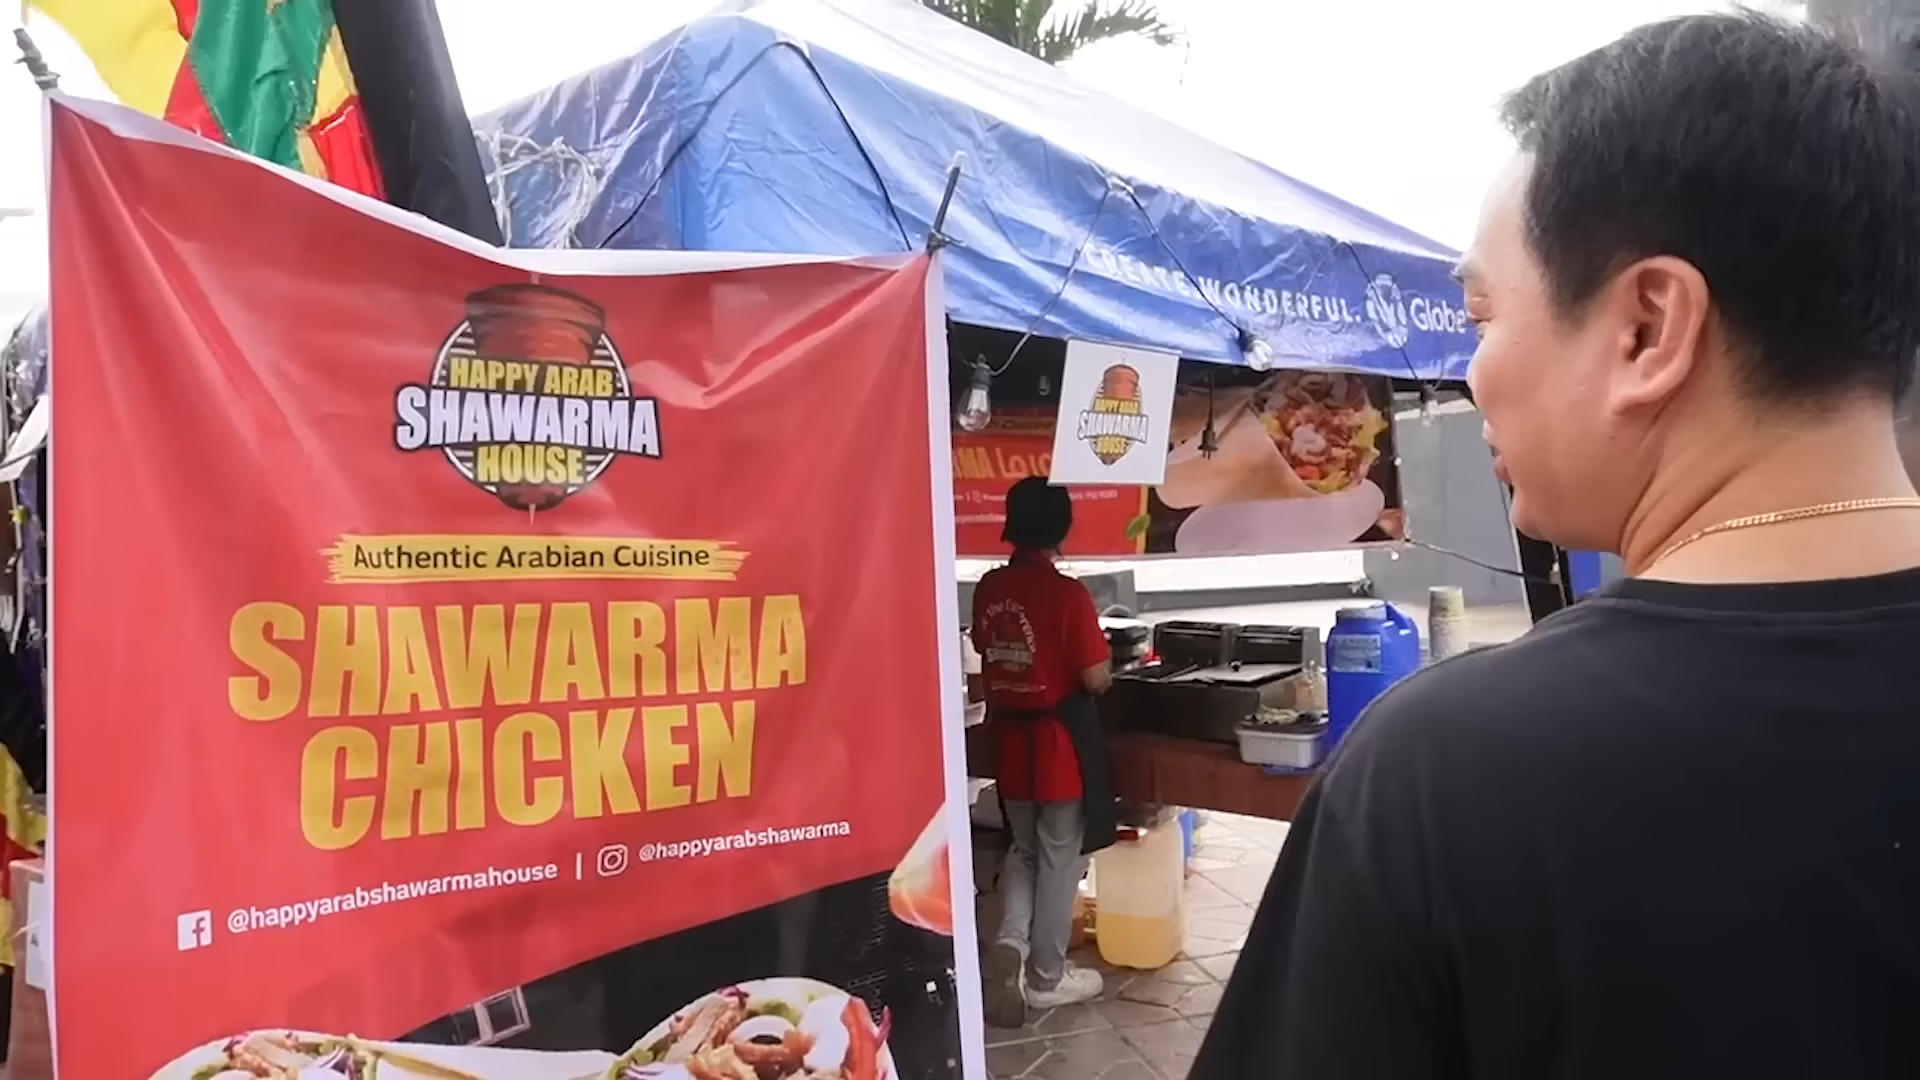 HAPPY ARAB
SHAWARMA
HOUSE
Authentic Arabian Cuisine
SHAWARMA
CHICKEN
@happyarabshawarmahouse | @happyarabshawarma
CREATE WONDERFUL. Globe
HAPPY ARAB
SHAWARMA
HOUSE